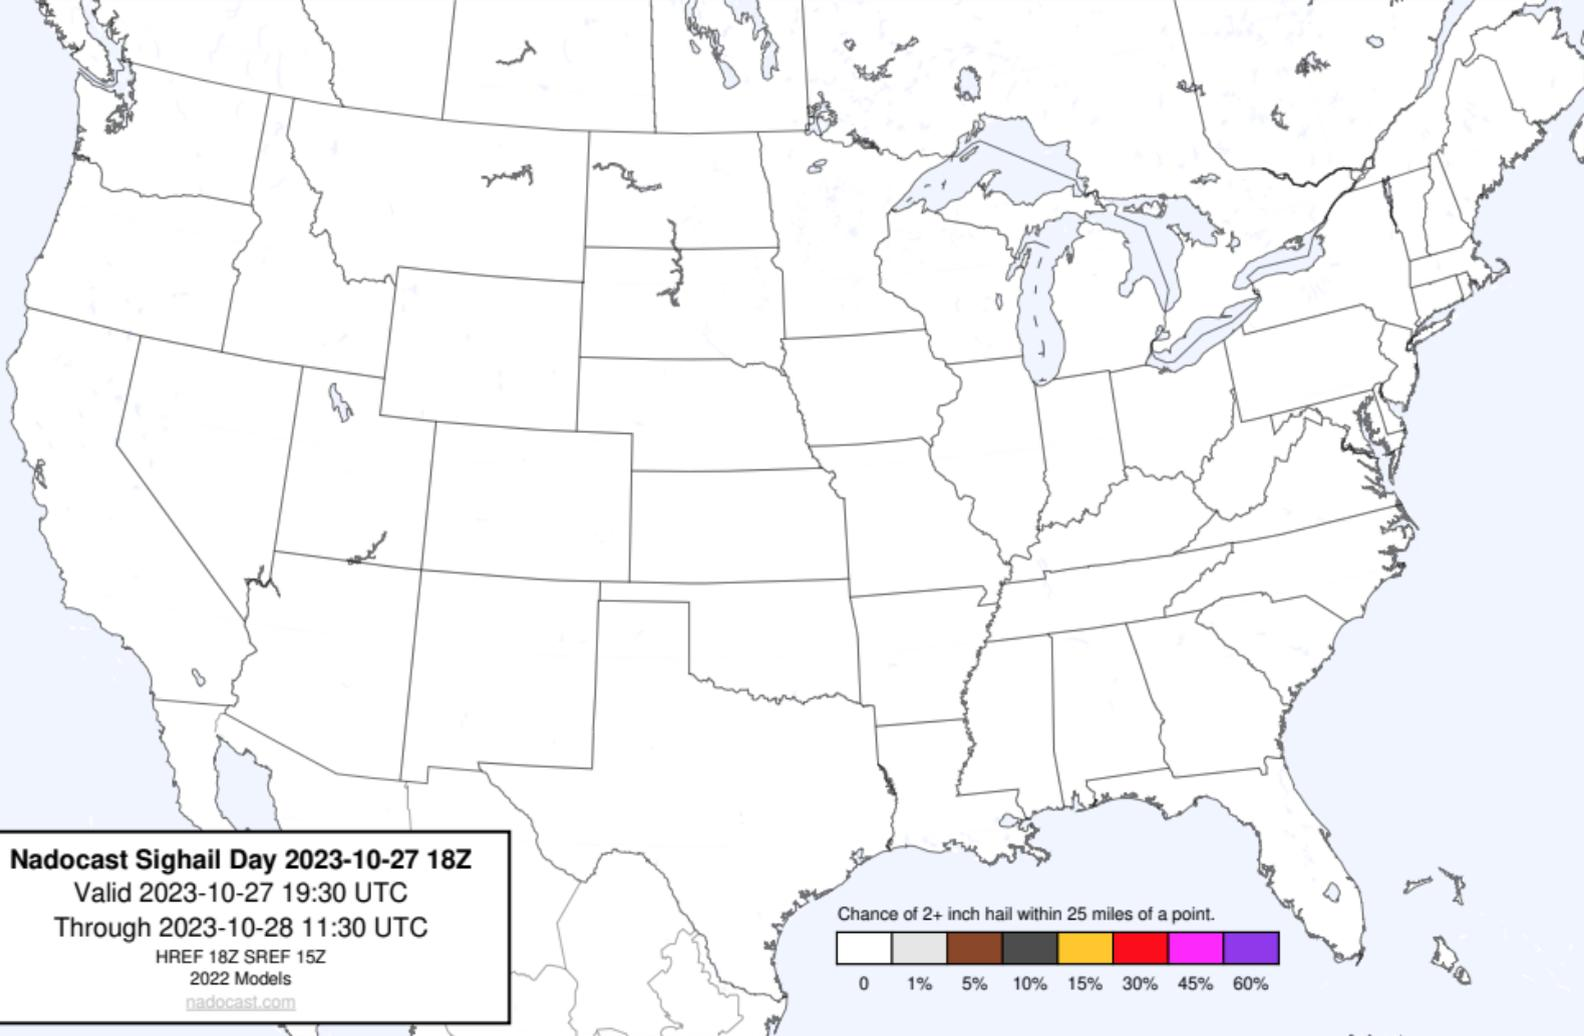 Nadocast Sighail Day 2023-10-27 18Z
Valid 2023-10-27 19:30 UTC
Through 2023-10-28 11:30 UTC
HREF 18Z SREF 15Z
2022 Models
nadocast.com
Chance of 2+ inch hail within 25 miles of a point.
0 1% 5% 10% 15% 30% 45% 60%